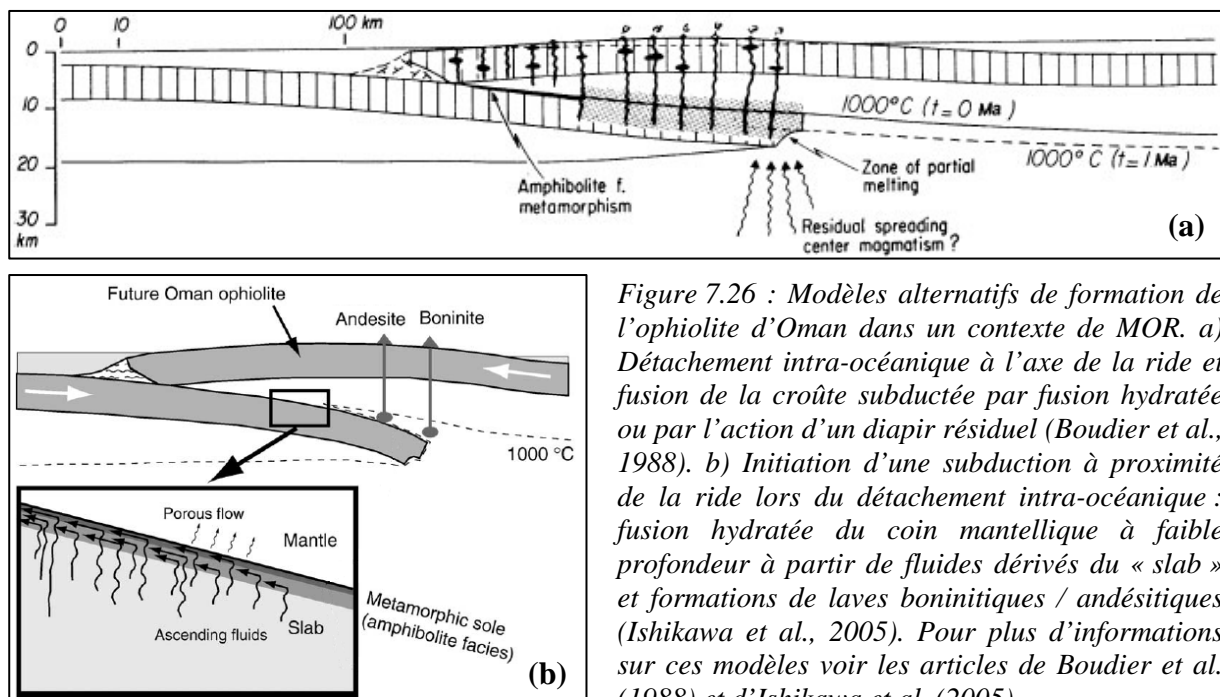 0 10 100 km
0
10
20
30
km
1000°C (t = 0 Ma)
1000°C (t = 1 Ma)
Amphibolite f.
metamorphism
Zone of partial
melting
Residual spreading
center magmatism ?
(a)
Future Oman ophiolite
Andesite Boninite
1000 °C
Porous flow
Mantle
Metamorphic sole
(amphibolite facies)
Ascending fluids
Slab
(b)
Figure 7.26 : Modèles alternatifs de formation de
l'ophiolite d'Oman dans un contexte de MOR. a)
Détachement intra-océanique à l'axe de la ride et
fusion de la croûte subductée par fusion hydratée
ou par l'action d'un diapir résiduel (Boudier et al.,
1988). b) Initiation d'une subduction à proximité
de la ride lors du détachement intra-océanique :
fusion hydratée du coin mantellique à faible
profondeur à partir de fluides dérivés du « slab »
et formations de laves boninitiques / andésitiques
(Ishikawa et al., 2005). Pour plus d'informations
sur ces modèles voir les articles de Boudier et al.
(1988) et d'Ishikawa et al. (2005)